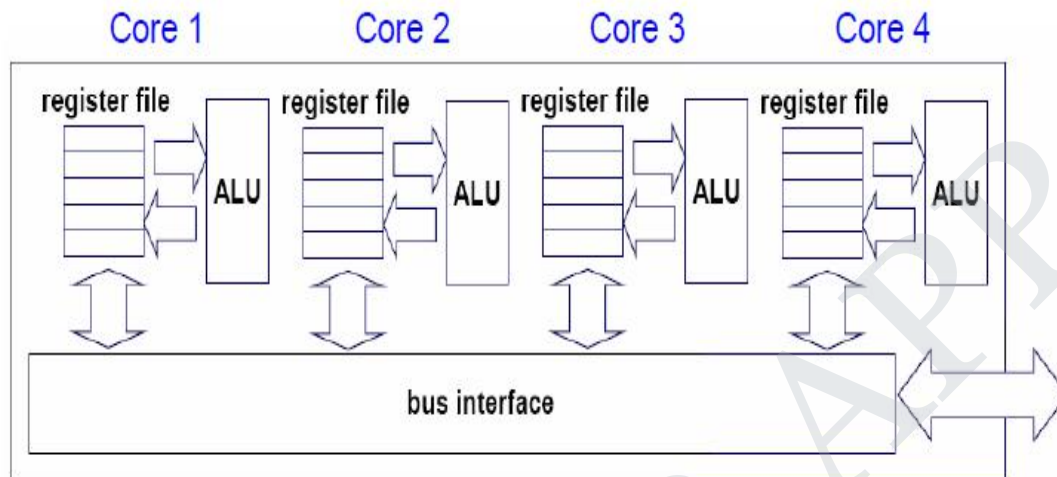 Core 1 Core 2 Core 3 Core 4
register file register file register file register file
ALU ALU ALU ALU
bus interface
APP